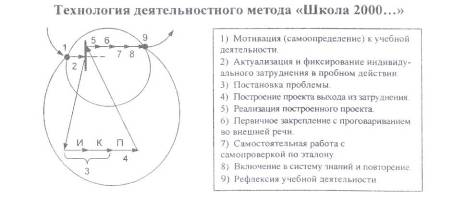 Технология деятельностного метода «Школа 2000…»
1 2 5 6 7 8 9
И К П
3 4
1) Мотивация (самоопределение) к учебной
деятельности.
2) Актуализация и фиксирование индивиду-
ального затруднения в пробном действии
3) Постановка проблемы.
4) Построение проекта выхода из затруднения.
5) Реализация построенного проекта.
6) Первичное закрепление с проговариванием
во внешней речи.
7) Самостоятельная работа с
самопроверкой по эталону
8) Включение в систему знаний и повторение.
9) Рефлексия учебной деятельности